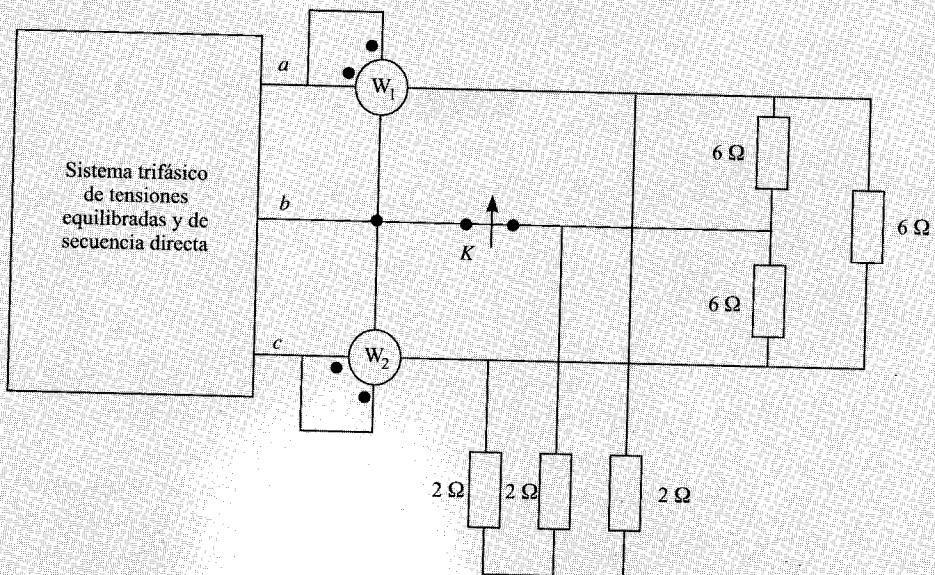 a
W1
Sistema trifásico
de tensiones
equilibradas y de
secuencia directa
6 Ω
b
K
6 Ω
6 Ω
c
W2
2 Ω
2 Ω
2 Ω